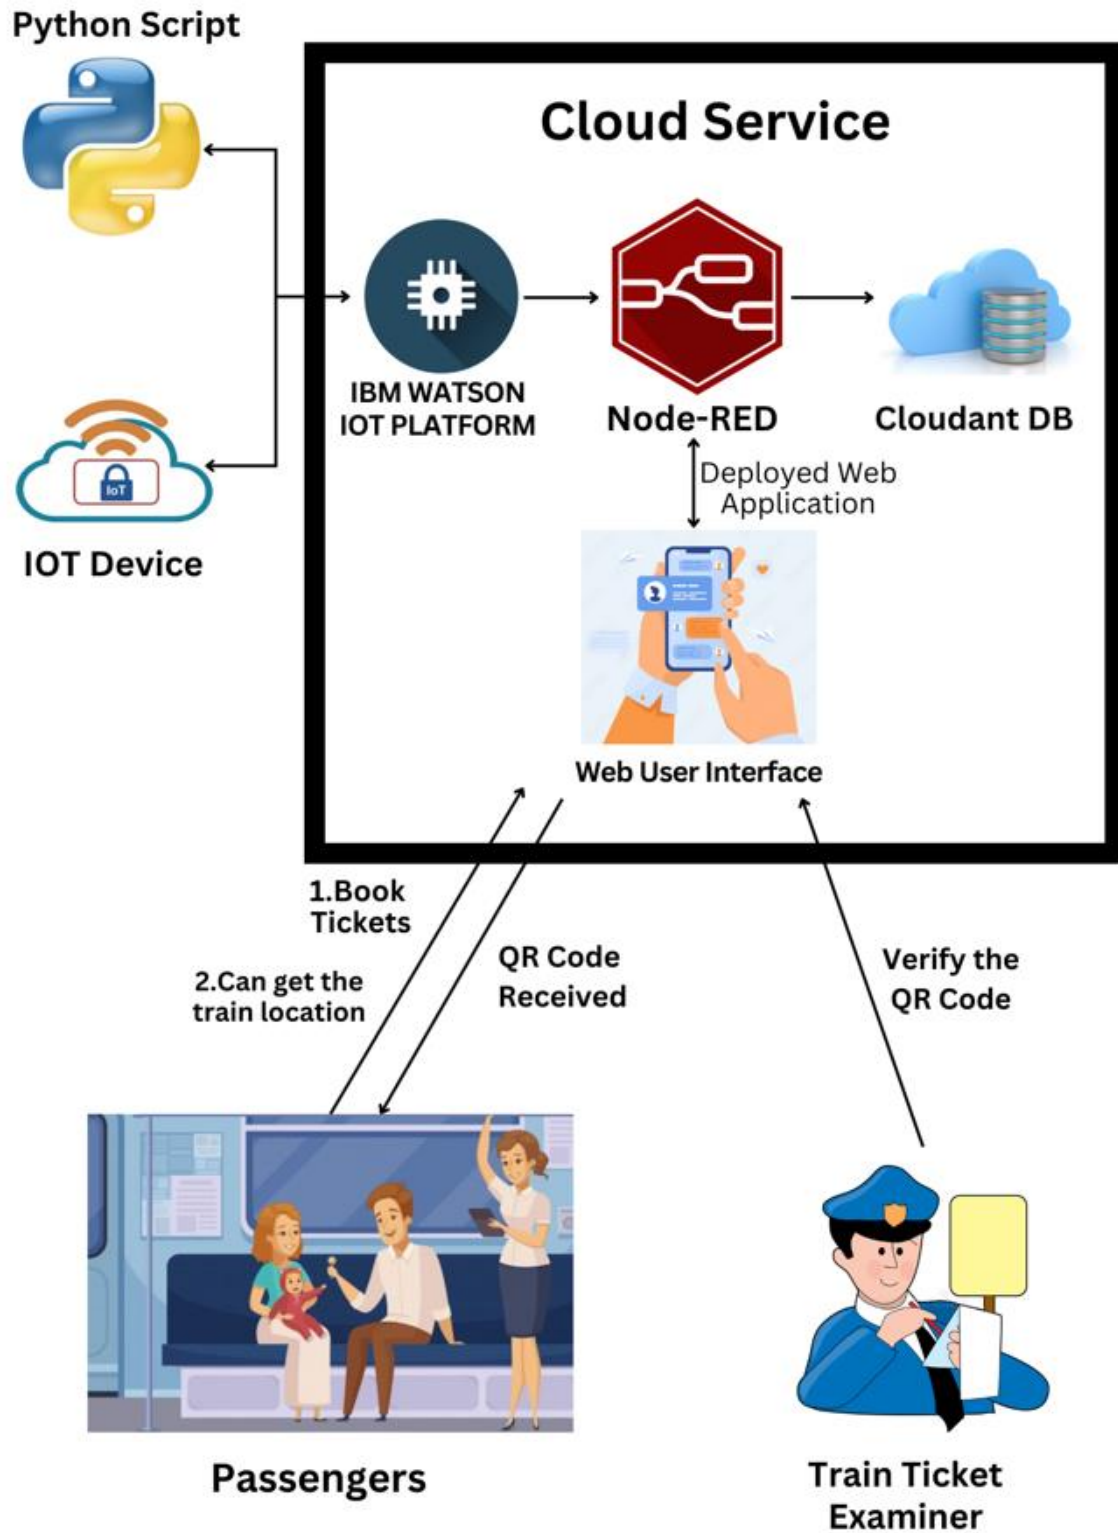 Python Script
Cloud Service
IBM WATSON
IOT PLATFORM
Node-RED
Cloudant DB
IoT
IOT Device
Deployed Web
Application
Web User Interface
1.Book
Tickets
2.Can get the
train location
QR Code
Received
Verify the
QR Code
Passengers
Train Ticket
Examiner